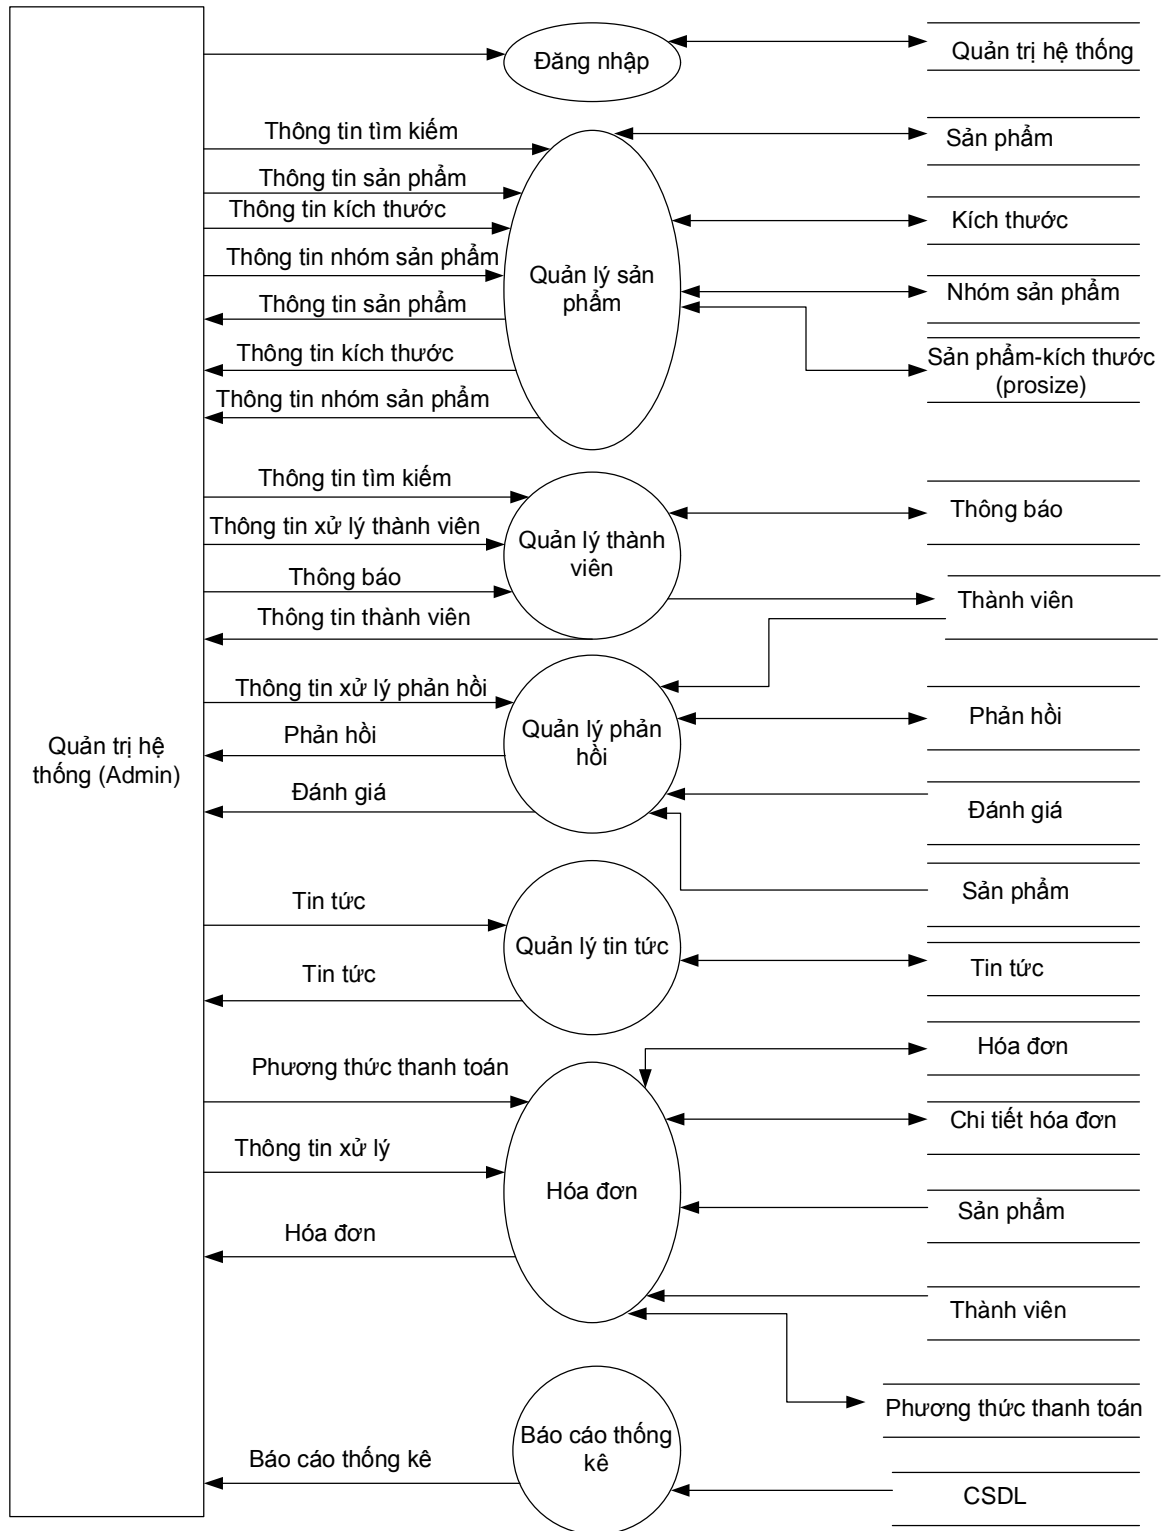 Đăng nhập
Quản trị hệ thống
Thông tin tìm kiếm
Sản phẩm
Thông tin sản phẩm
Thông tin kích thước
Kích thước
Thông tin nhóm sản phẩm
Quản lý sản
phẩm
Nhóm sản phẩm
Thông tin sản phẩm
Thông tin kích thước
Sản phẩm-kích thước
(prosize)
Thông tin nhóm sản phẩm
Thông tin tìm kiếm
Thông báo
Thông tin xử lý thành viên
Quản lý thành
viên
Thông báo
Thành viên
Thông tin thành viên
Thông tin xử lý phản hồi
Phản hồi
Quản lý phản
hồi
Phản hồi
Quản trị hệ
thống (Admin)
Đánh giá
Đánh giá
Sản phẩm
Tin tức
Quản lý tin tức
Tin tức
Tin tức
Hóa đơn
Phương thức thanh toán
Chi tiết hóa đơn
Thông tin xử lý
Hóa đơn
Sản phẩm
Hóa đơn
Thành viên
Phương thức thanh toán
Báo cáo thống
kê
Báo cáo thống kê
CSDL